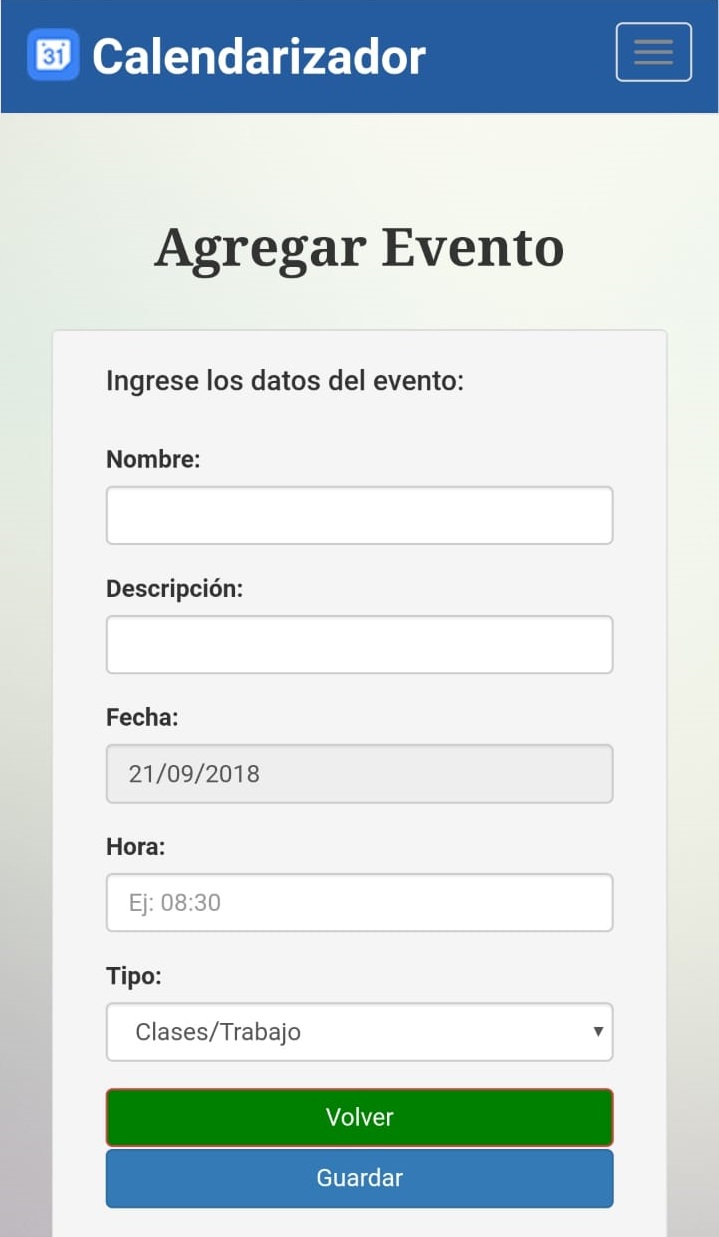 31 Calendarizador
Agregar Evento
Ingrese los datos del evento:
Nombre:
Descripción:
Fecha:
21/09/2018
Hora:
Ej: 08:30
Tipo:
Clases/Trabajo
Volver
Guardar